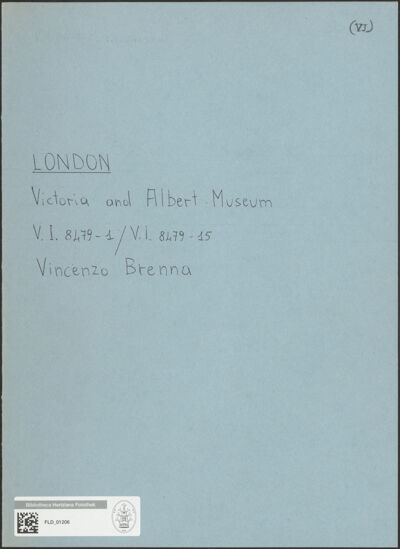 (VI)
LONDON
Victoria and Albert Museum
V. I. 8479-1 / V. I. 8479-15
Vincenzo Brenna
Bibliotheca Hertziana Fotothek
FLD_01206